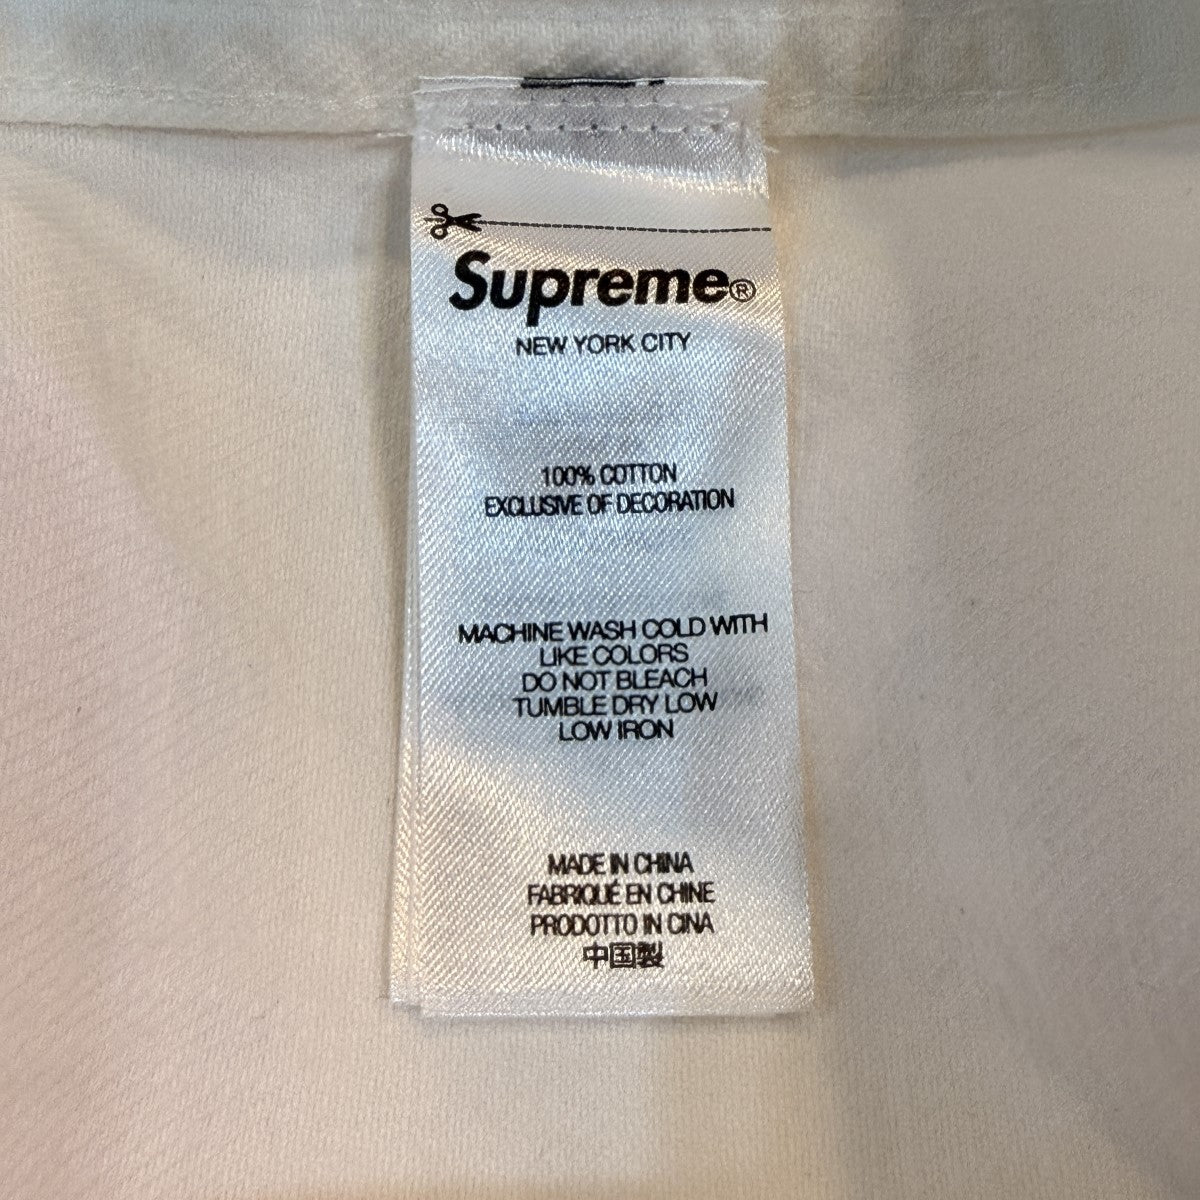 Supreme®
NEW YORK CITY
100% COTTON
EXCLUSIVE OF DECORATION
MACHINE WASH COLD WITH
LIKE COLORS
DO NOT BLEACH
TUMBLE DRY LOW
LOW IRON
MADE IN CHINA
FABRIQUÉ EN CHINE
PRODOTTO IN CINA
中国製